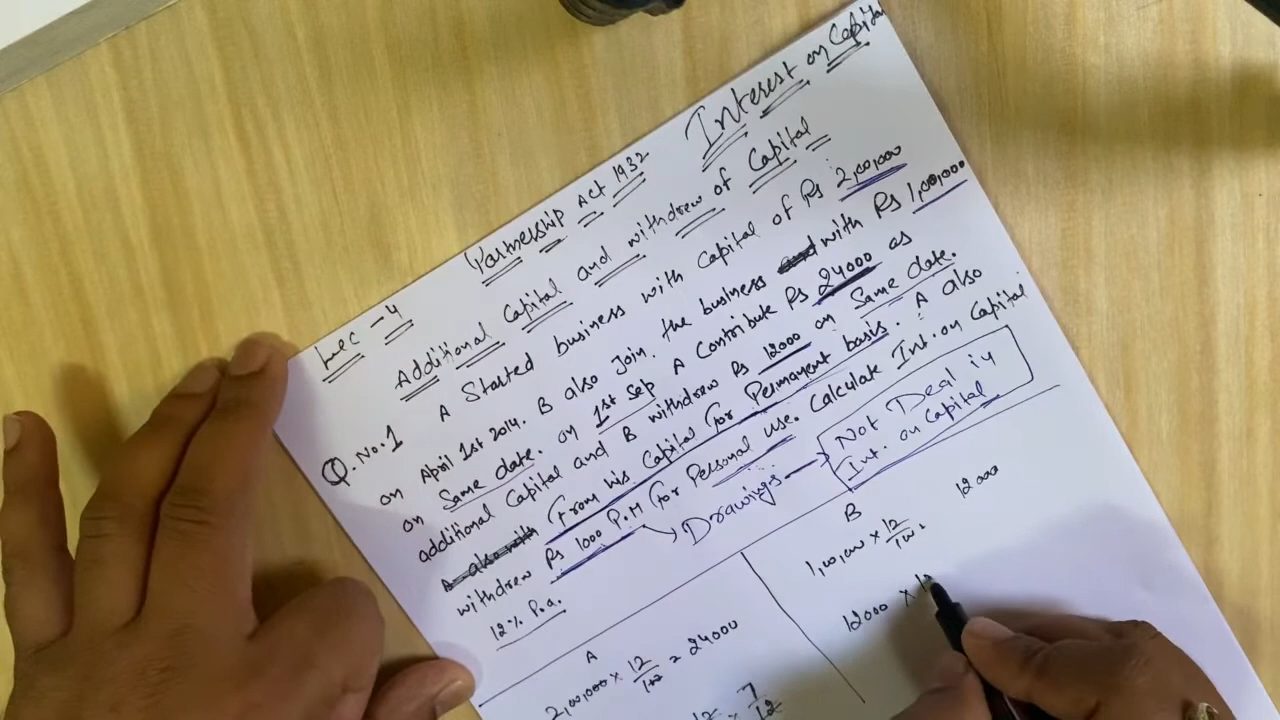 Lec - 4
Partnership Act 1932
Interest on Capital
Additional Capital and withdrew of Capital
Q.No.1 A Started business with Capital of Rs 2,00,000
on April 1st 2014. B also Join. the business with Rs 1,00,000
on Same date. on 1st Sep A Contribute Rs 24000 as
additional Capital and B withdrew Rs 12000 on Same date.
From his Capital for Permanent basis. A also
withdrew Rs 1000 P.M for Personal use. Calculate Int. on Capital
12% P.a.
Drawings
Not Deal in
Int. on Capital
A
2,00,000 × 12/100 = 24000
12 × 7/12
B
1,00,000 × 12/100. 12000
12000 ×